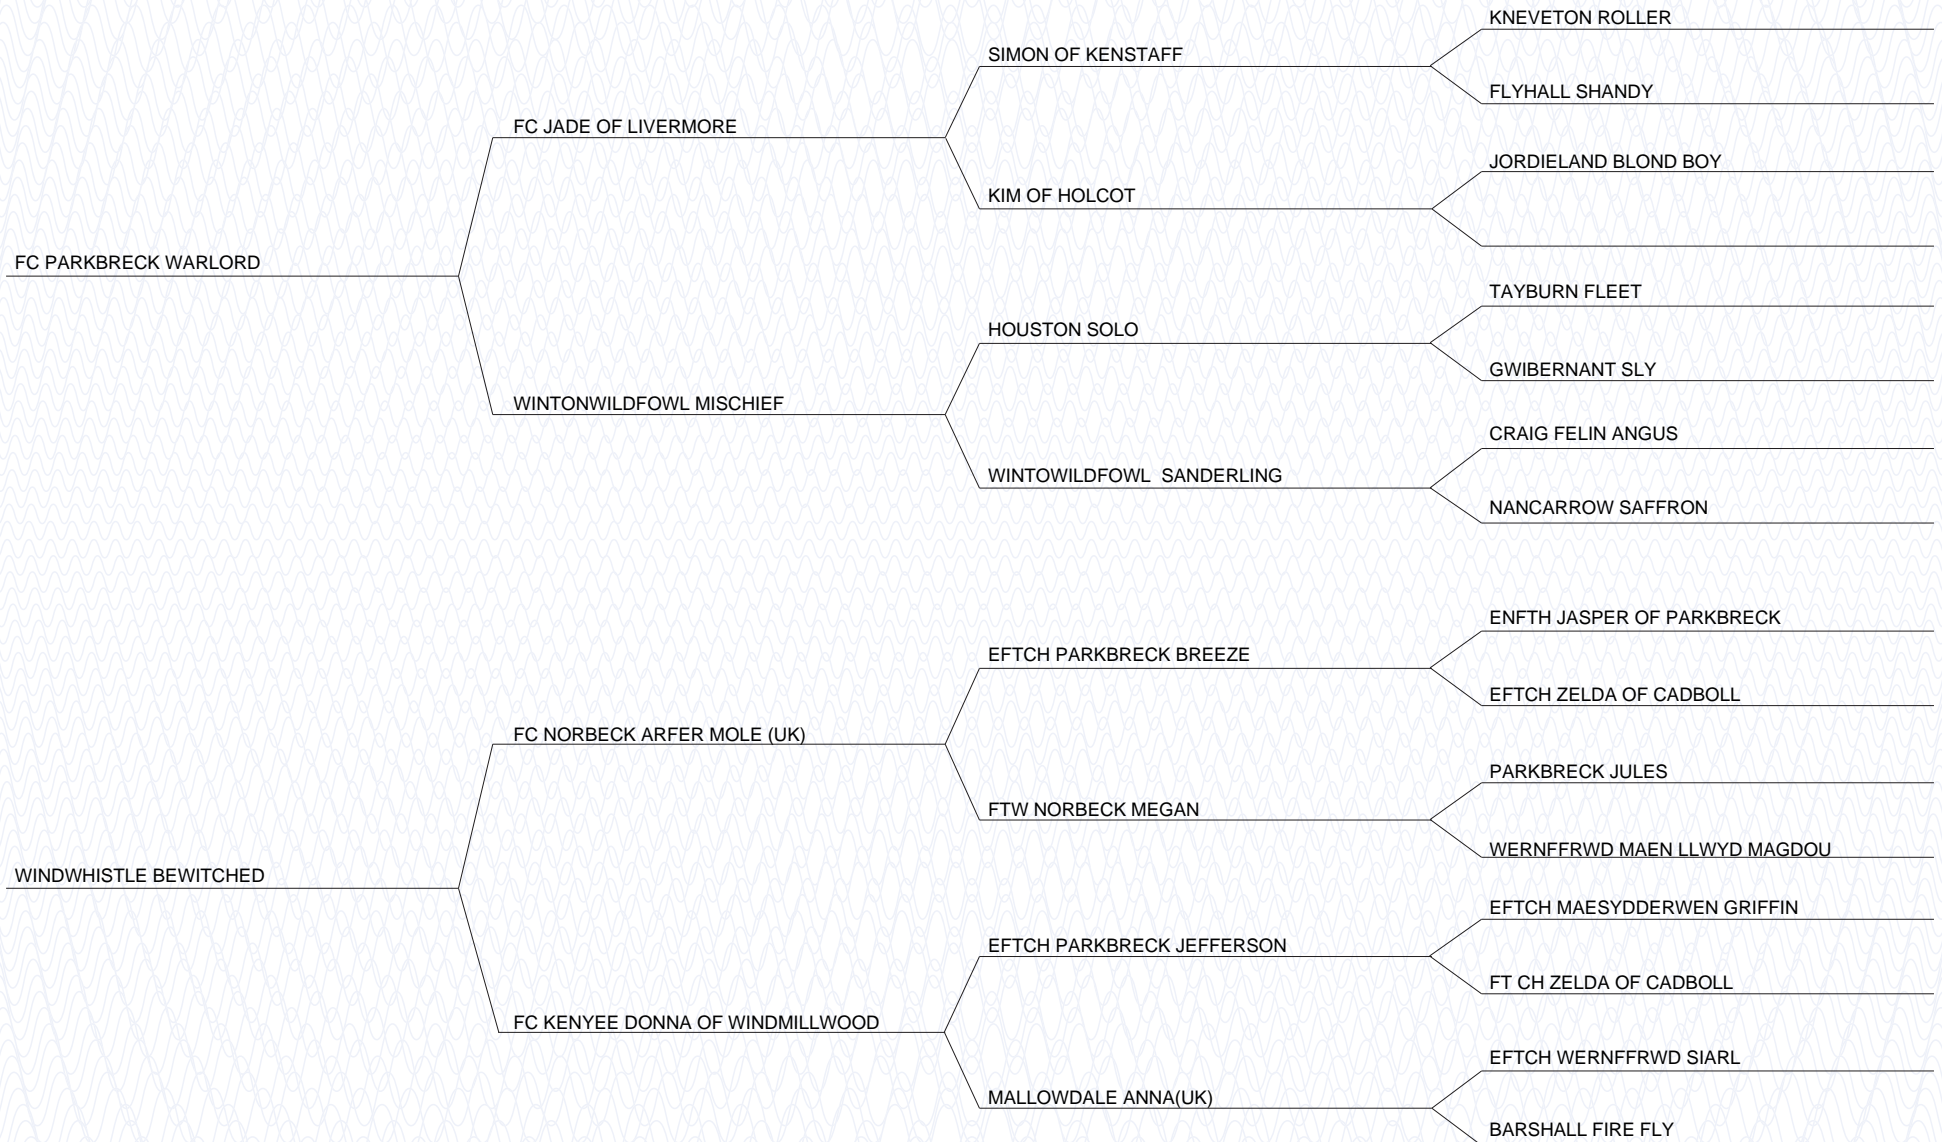 KNEVETON ROLLER
SIMON OF KENSTAFF
FLYHALL SHANDY
FC JADE OF LIVERMORE
JORDIELAND BLOND BOY
KIM OF HOLCOT
FC PARKBRECK WARLORD
TAYBURN FLEET
HOUSTON SOLO
GWIBERNANT SLY
WINTONWILDFOWL MISCHIEF
CRAIG FELIN ANGUS
WINTOWILDFOWL  SANDERLING
NANCARROW SAFFRON
ENFTH JASPER OF PARKBRECK
EFTCH PARKBRECK BREEZE
EFTCH ZELDA OF CADBOLL
FC NORBECK ARFER MOLE (UK)
PARKBRECK JULES
FTW NORBECK MEGAN
WERNFFRWD MAEN LLWYD MAGDOU
WINDWHISTLE BEWITCHED
EFTCH MAESYDDERWEN GRIFFIN
EFTCH PARKBRECK JEFFERSON
FT CH ZELDA OF CADBOLL
FC KENYEE DONNA OF WINDMILLWOOD
EFTCH WERNFFRWD SIARL
MALLOWDALE ANNA(UK)
BARSHALL FIRE FLY